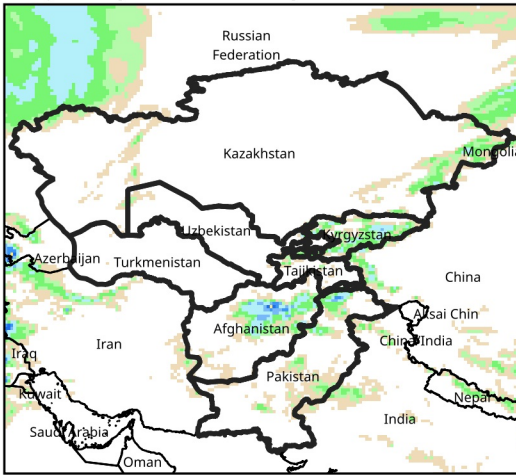 Russian
Federation
Kazakhstan
Mongolia
Uzbekistan
Kyrgyzstan
Azerbaijan
Turkmenistan
Tajikistan
China
Aksai Chin
Afghanistan
China/India
Iran
Iraq
Pakistan
Kuwait
Nepal
India
Saudi Arabia
Oman